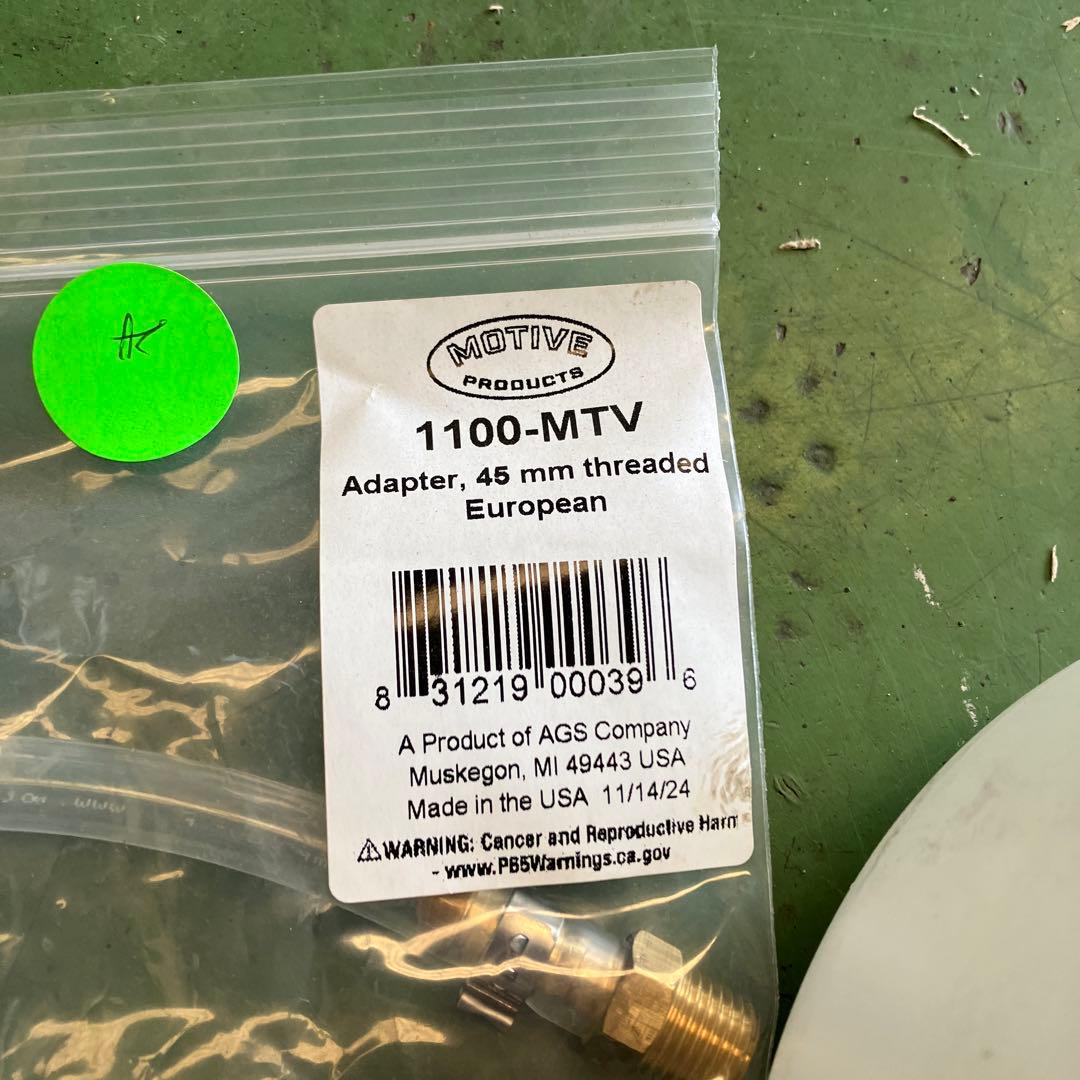 MOTIVE
PRODUCTS
1100-MTV
Adapter, 45 mm threaded
European
8 31219 00039 6
A Product of AGS Company
Muskegon, MI 49443 USA
Made in the USA 11/14/24
⚠WARNING: Cancer and Reproductive Harm
- www.P65Warnings.ca.gov